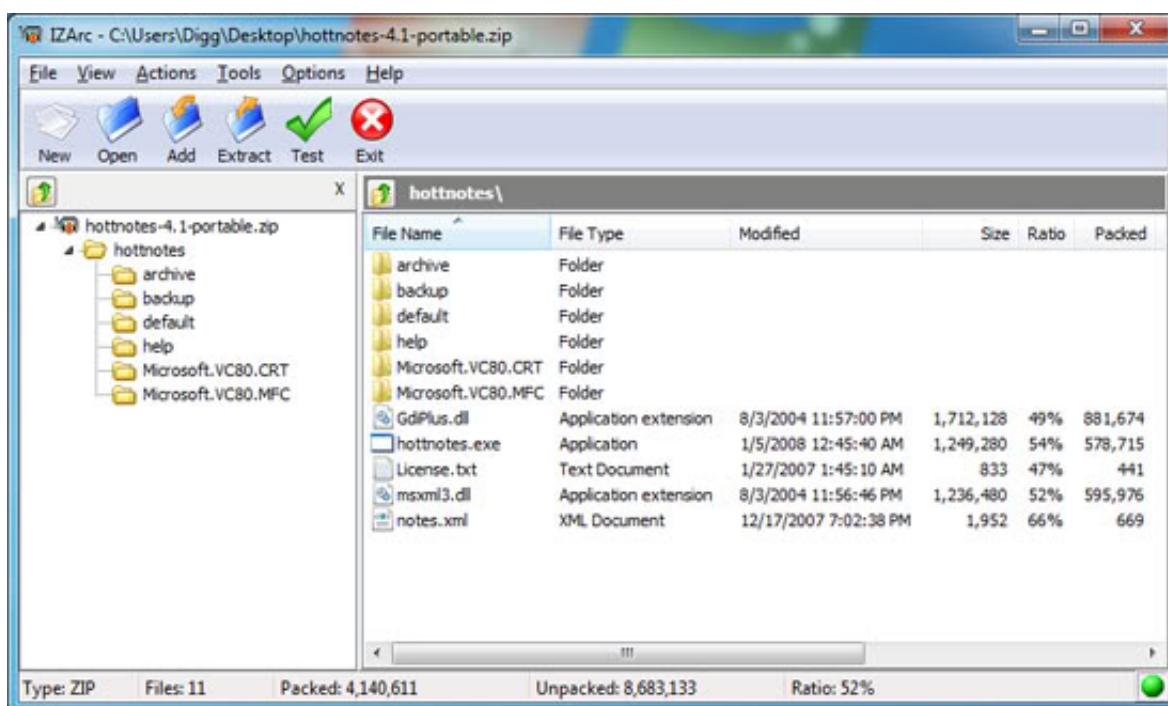 IZArc - C:\Users\Digg\Desktop\hottnotes-4.1-portable.zip
File View Actions Tools Options Help
New Open Add Extract Test Exit
X
hottnotes\
hottnotes-4.1-portable.zip
hottnotes
archive
backup
default
help
Microsoft.VC80.CRT
Microsoft.VC80.MFC
File Name File Type Modified Size Ratio Packed
archive Folder
backup Folder
default Folder
help Folder
Microsoft.VC80.CRT Folder
Microsoft.VC80.MFC Folder
GdiPlus.dll Application extension 8/3/2004 11:57:00 PM 1,712,128 49% 881,674
hottnotes.exe Application 1/5/2008 12:45:40 AM 1,249,280 54% 578,715
License.txt Text Document 1/27/2007 1:45:10 AM 833 47% 441
msxml3.dll Application extension 8/3/2004 11:56:46 PM 1,236,480 52% 595,976
notes.xml XML Document 12/17/2007 7:02:38 PM 1,952 66% 669
Type: ZIP Files: 11 Packed: 4,140,611 Unpacked: 8,683,133 Ratio: 52%